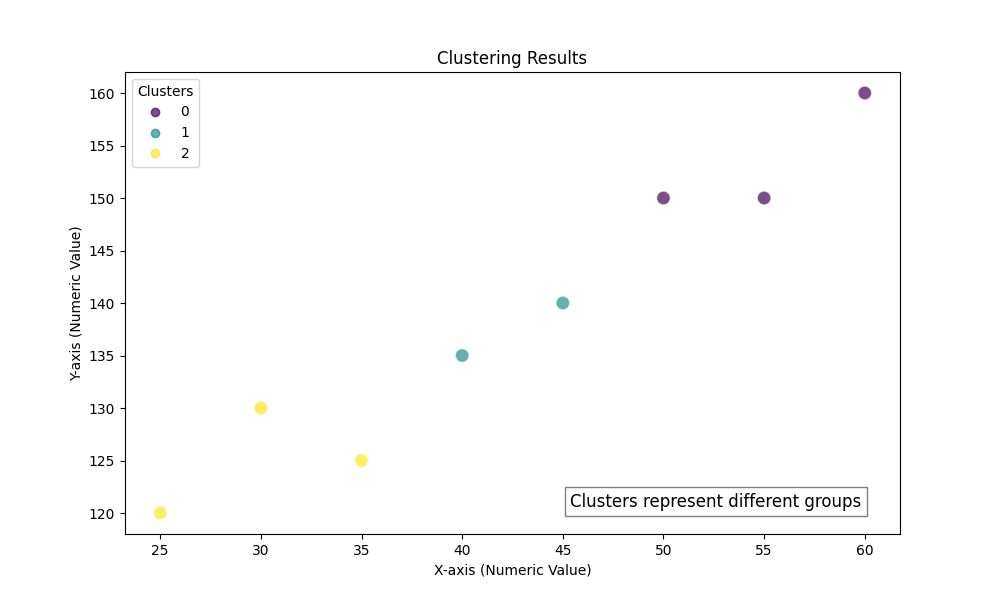 Clustering Results
Clusters
0
1
2
160
155
150
145
140
135
130
125
120
Y-axis (Numeric Value)
Clusters represent different groups
25 30 35 40 45 50 55 60
X-axis (Numeric Value)